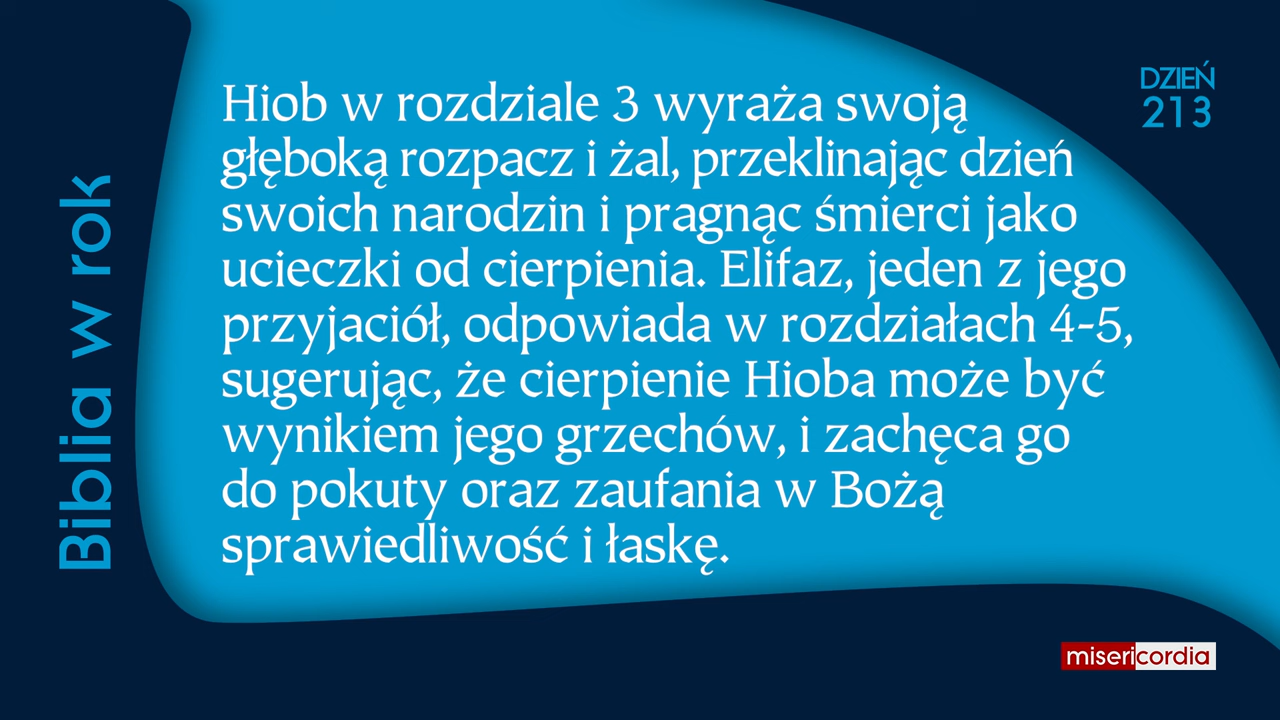 Biblia w rok
DZIEŃ
213
Hiob w rozdziale 3 wyraża swoją
głęboką rozpacz i żal, przeklinając dzień
swoich narodzin i pragnąc śmierci jako
ucieczki od cierpienia. Elifaz, jeden z jego
przyjaciół, odpowiada w rozdziałach 4-5,
sugerując, że cierpienie Hioba może być
wynikiem jego grzechów, i zachęca go
do pokuty oraz zaufania w Bożą
sprawiedliwość i łaskę.
misericordia